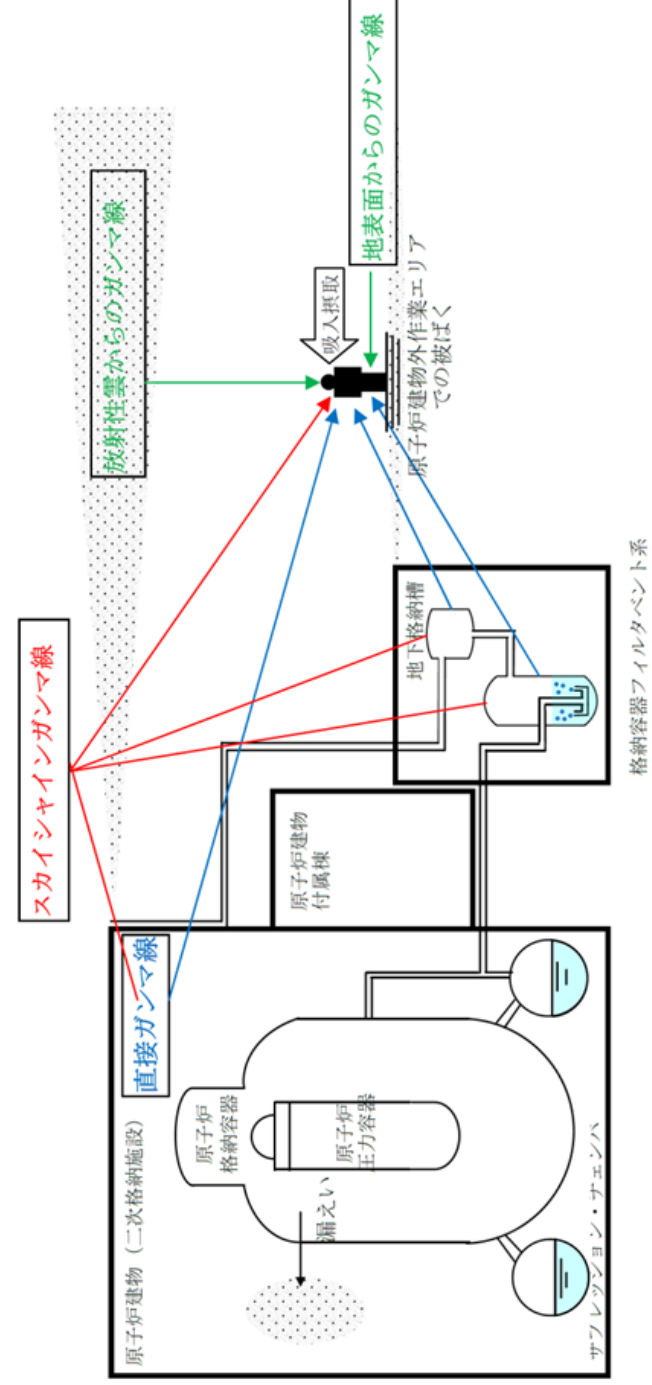 スカイシャインガンマ線
放射性雲からのガンマ線
原子炉建物（二次格納施設）
直接ガンマ線
原子炉
格納容器
原子炉
圧力容器
漏えい
サプレッション・チェンバ
原子炉建物
付属棟
地下格納槽
格納容器フィルタベント系
吸入摂取
地表面からのガンマ線
原子炉建物外作業エリア
での被ばく